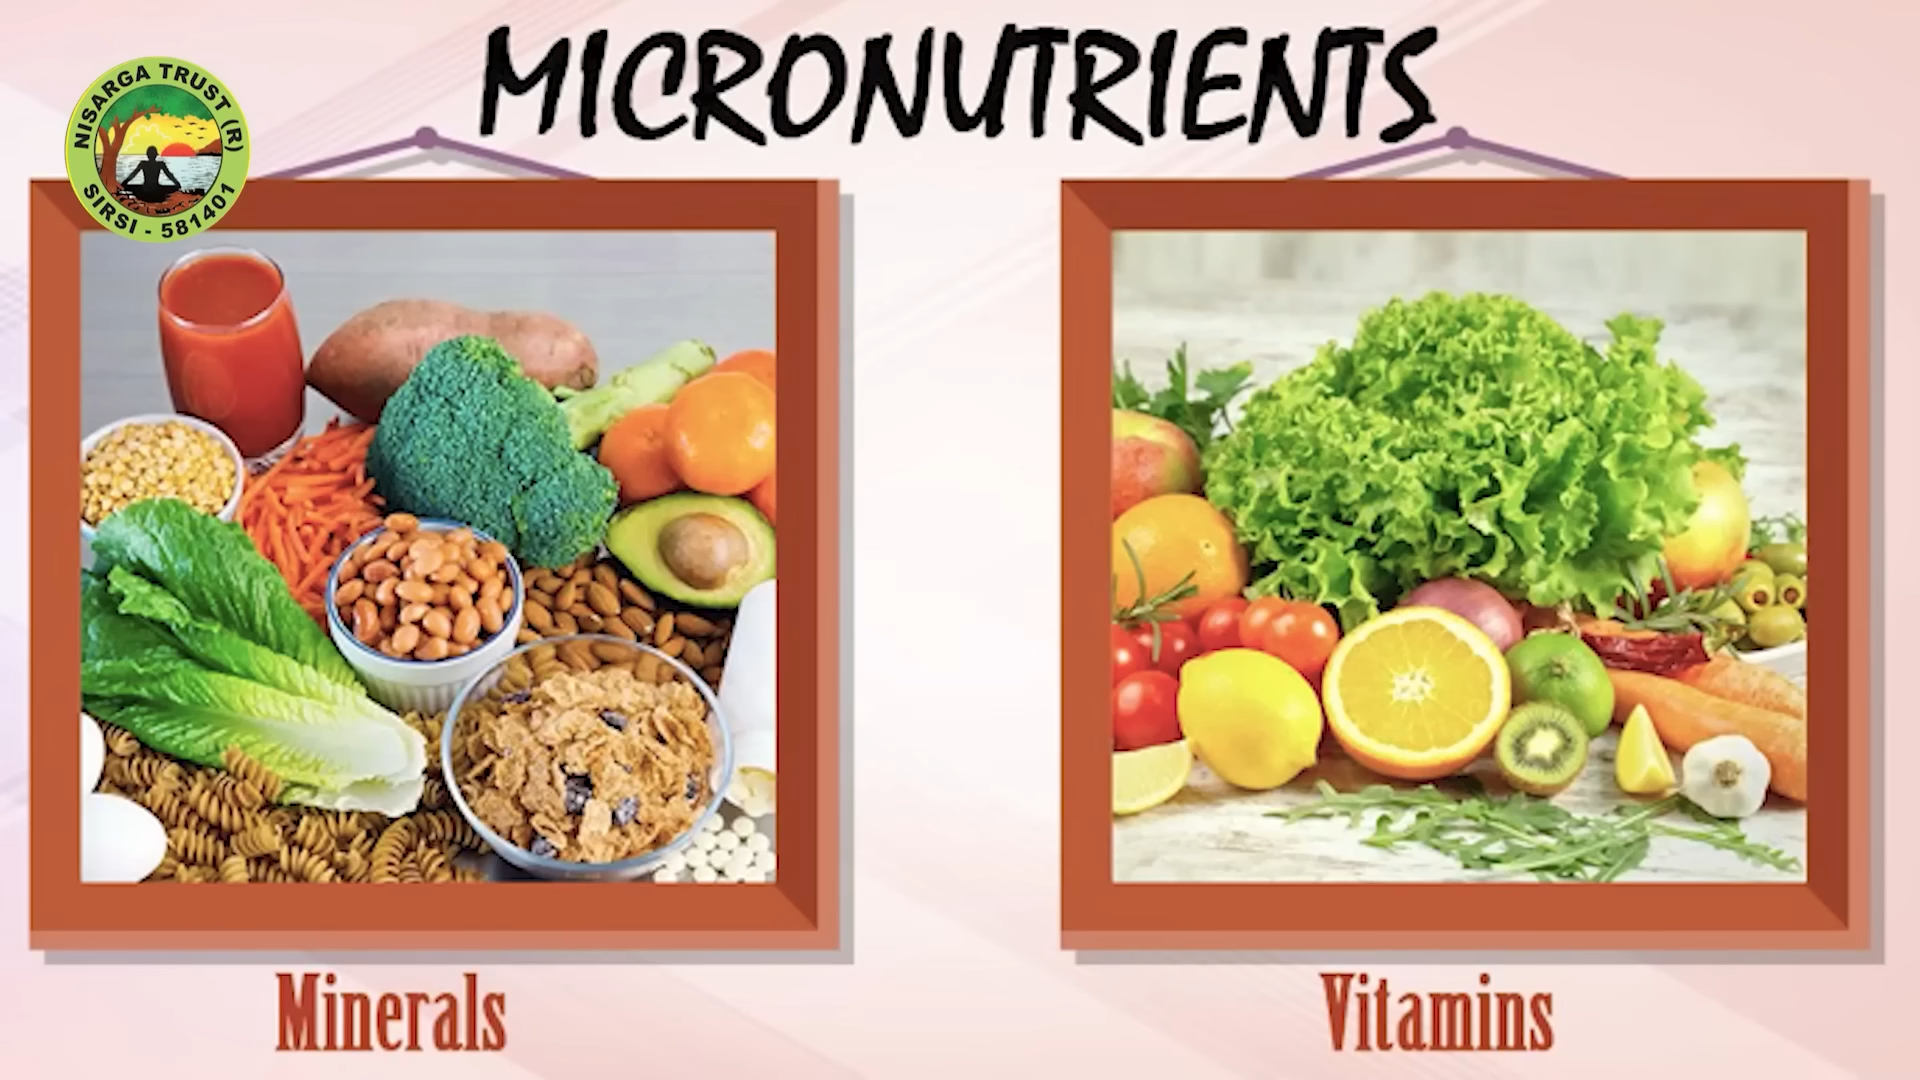 MICRONUTRIENTS
NISARGA TRUST (R)
SIRSI - 581401
Minerals
Vitamins